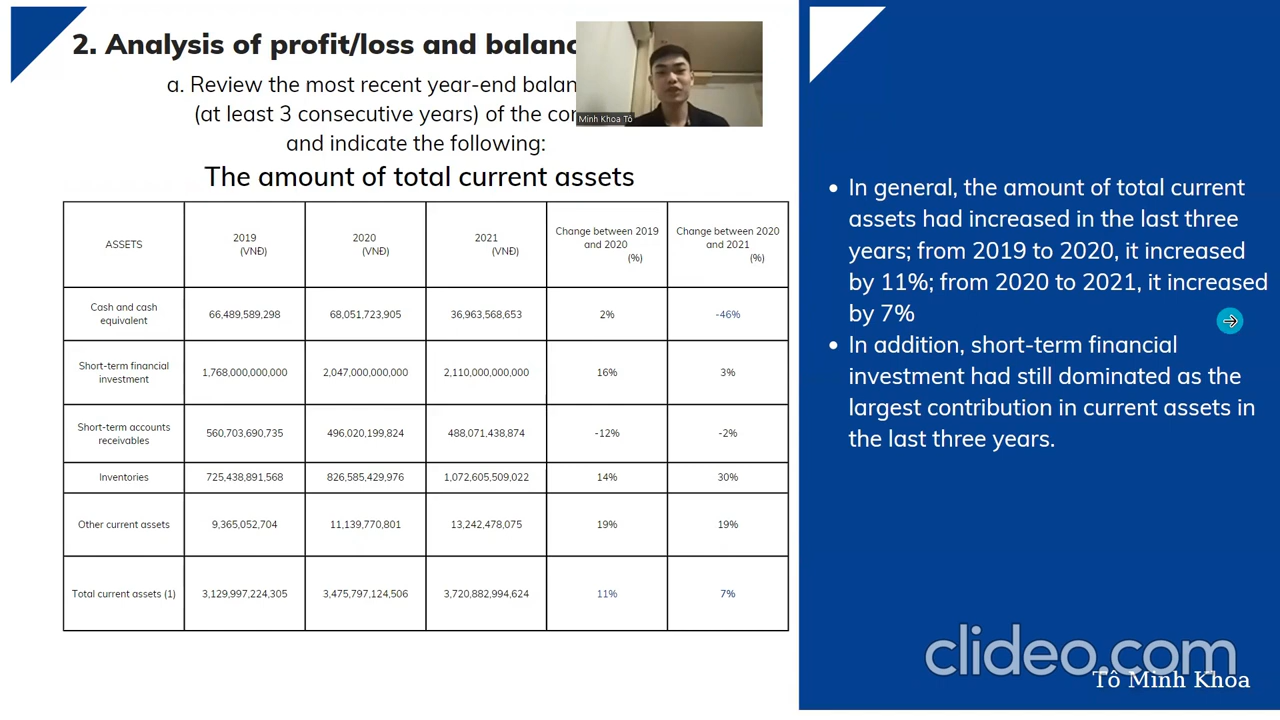 2. Analysis of profit/loss and balanc
a. Review the most recent year-end balan
(at least 3 consecutive years) of the con
and indicate the following:
The amount of total current assets
Minh Khoa Tô
ASSETS
2019
(VNĐ)
2020
(VNĐ)
2021
(VNĐ)
Change between 2019
and 2020
(%)
Change between 2020
and 2021
(%)
Cash and cash
equivalent
66,489,589,298
68,051,723,905
36,963,568,653
2%
-46%
Short-term financial
investment
1,768,000,000,000
2,047,000,000,000
2,110,000,000,000
16%
3%
Short-term accounts
receivables
560,703,690,735
496,020,199,824
488,071,438,874
-12%
-2%
Inventories
725,438,891,568
826,585,429,976
1,072,605,509,022
14%
30%
Other current assets
9,365,052,704
11,139,770,801
13,242,478,075
19%
19%
Total current assets (1)
3,129,997,224,305
3,475,797,124,506
3,720,882,994,624
11%
7%
• In general, the amount of total current
assets had increased in the last three
years; from 2019 to 2020, it increased
by 11%; from 2020 to 2021, it increased
by 7%
• In addition, short-term financial
investment had still dominated as the
largest contribution in current assets in
the last three years.
clideo.com
Tô Minh Khoa